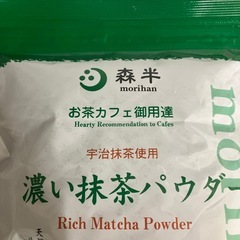 森半
morihan
お茶カフェ御用達
Hearty Recommendation to Cafes
宇治抹茶使用
濃い抹茶パウダー
Rich Matcha Powder